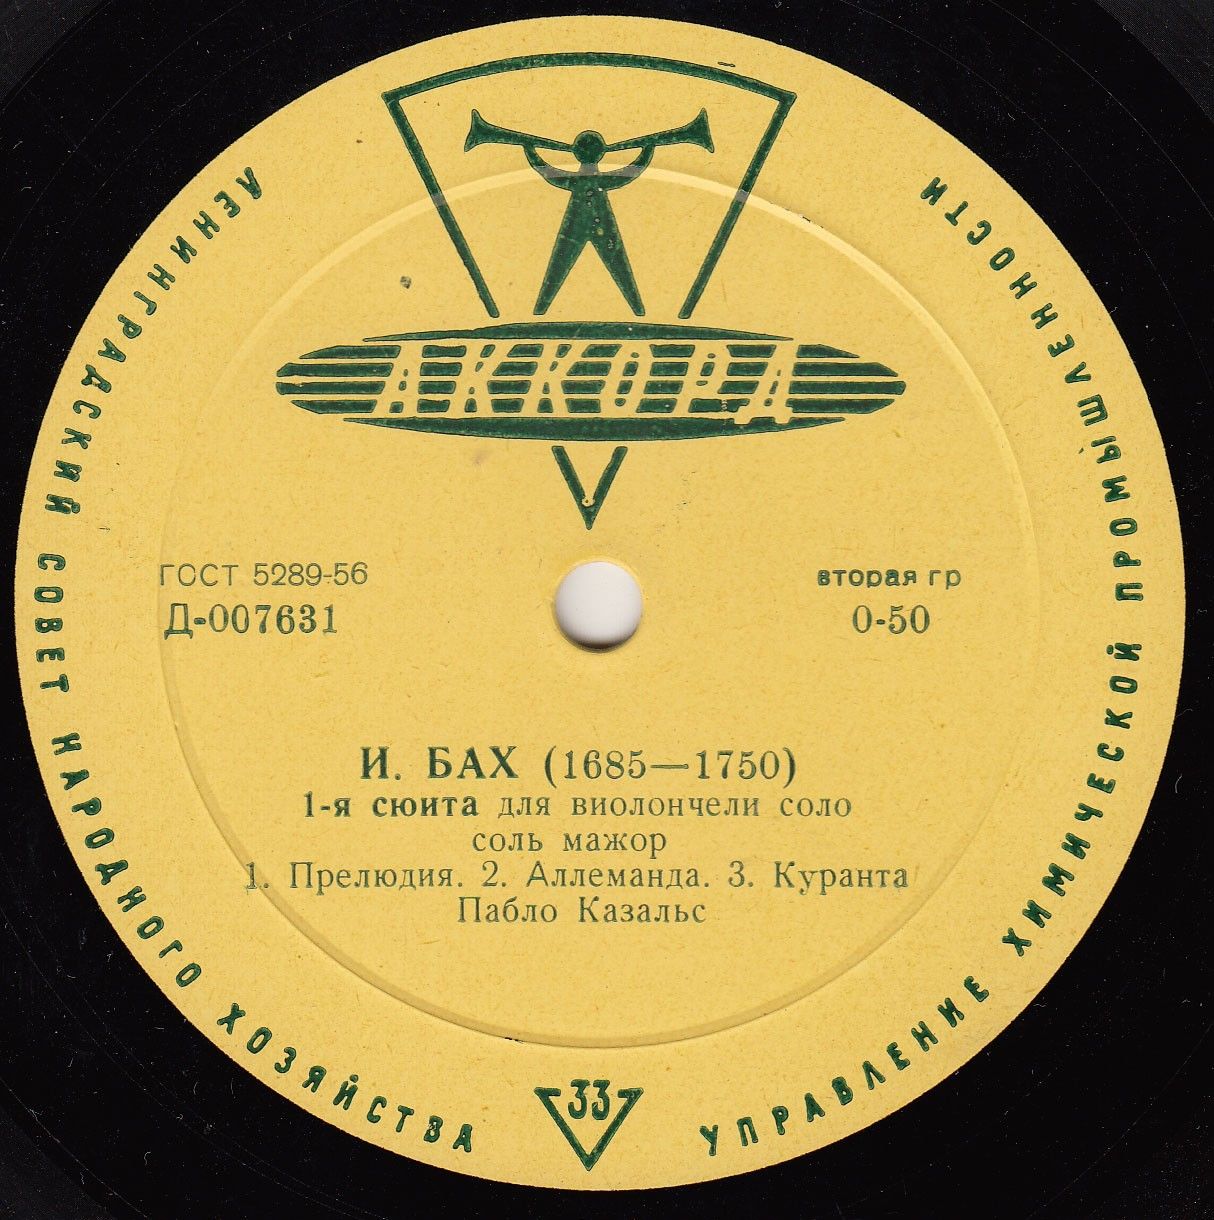 АККОРД
ЛЕНИНГРАДСКИЙ СОВЕТ НАРОДНОГО ХОЗЯЙСТВА
УПРАВЛЕНИЕ ХИМИЧЕСКОЙ ПРОМЫШЛЕННОСТИ
ГОСТ 5289-56
Д-007631
вторая гр
0-50
И. БАХ (1685—1750)
1-я сюита для виолончели соло
соль мажор
1. Прелюдия. 2. Аллеманда. 3. Куранта
Пабло Казальс
33